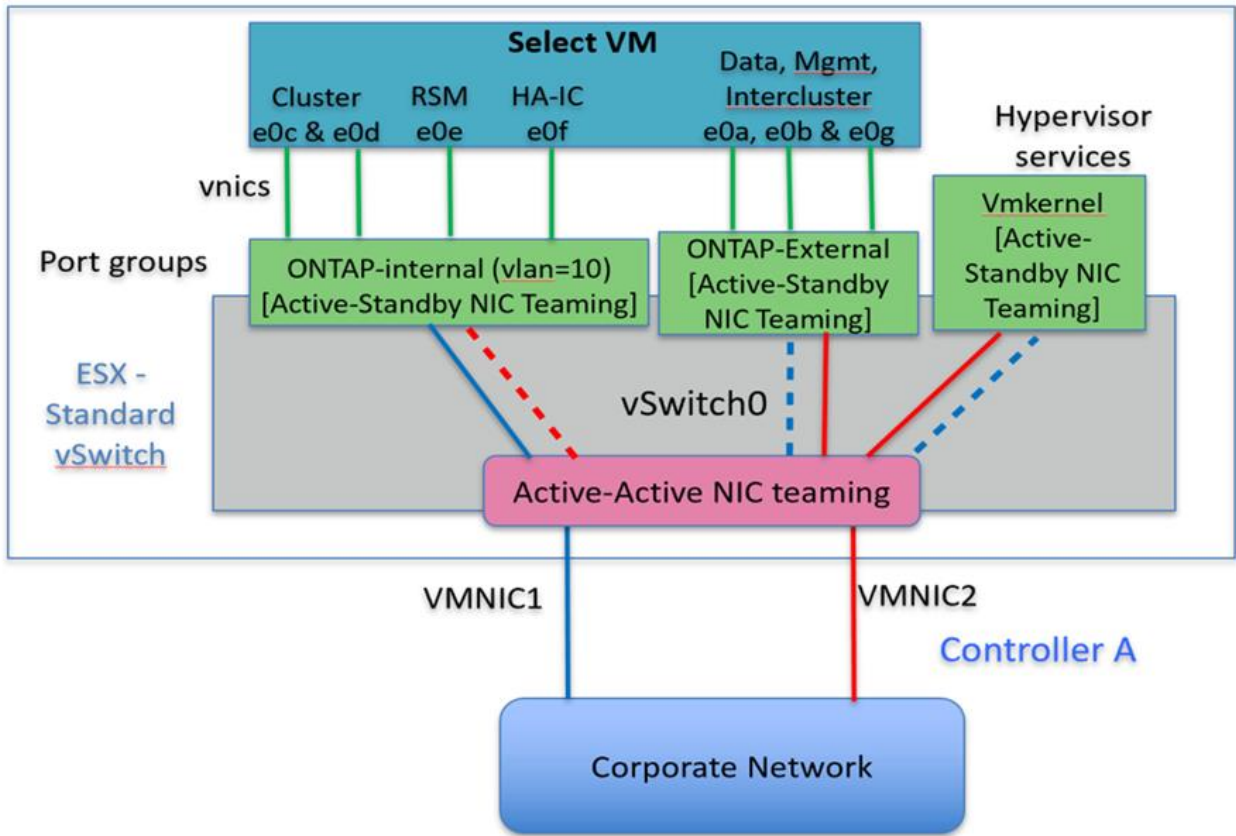 Select VM
Cluster
e0c & e0d
RSM
e0e
HA-IC
e0f
Data, Mgmt,
Intercluster
e0a, e0b & e0g
Hypervisor
services
vnics
Port groups
ONTAP-internal (vlan=10)
[Active-Standby NIC Teaming]
ONTAP-External
[Active-Standby
NIC Teaming]
Vmkernel
[Active-
Standby NIC
Teaming]
ESX -
Standard
vSwitch
vSwitch0
Active-Active NIC teaming
VMNIC1
VMNIC2
Controller A
Corporate Network